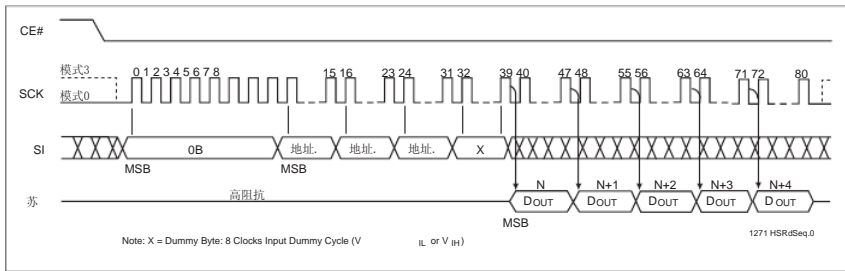 CE#
模式3
0 1 2 3 4 5 6 7 8 15 16 23 24 31 32 39 40 47 48 55 56 63 64 71 72 80
SCK
模式0
SI
0B 地址. 地址. 地址. X
MSB MSB
N N+1 N+2 N+3 N+4
苏
高阻抗
DOUT DOUT DOUT DOUT DOUT
MSB
1271 HSRdSeq.0
Note: X = Dummy Byte: 8 Clocks Input Dummy Cycle (V IL or V IH)